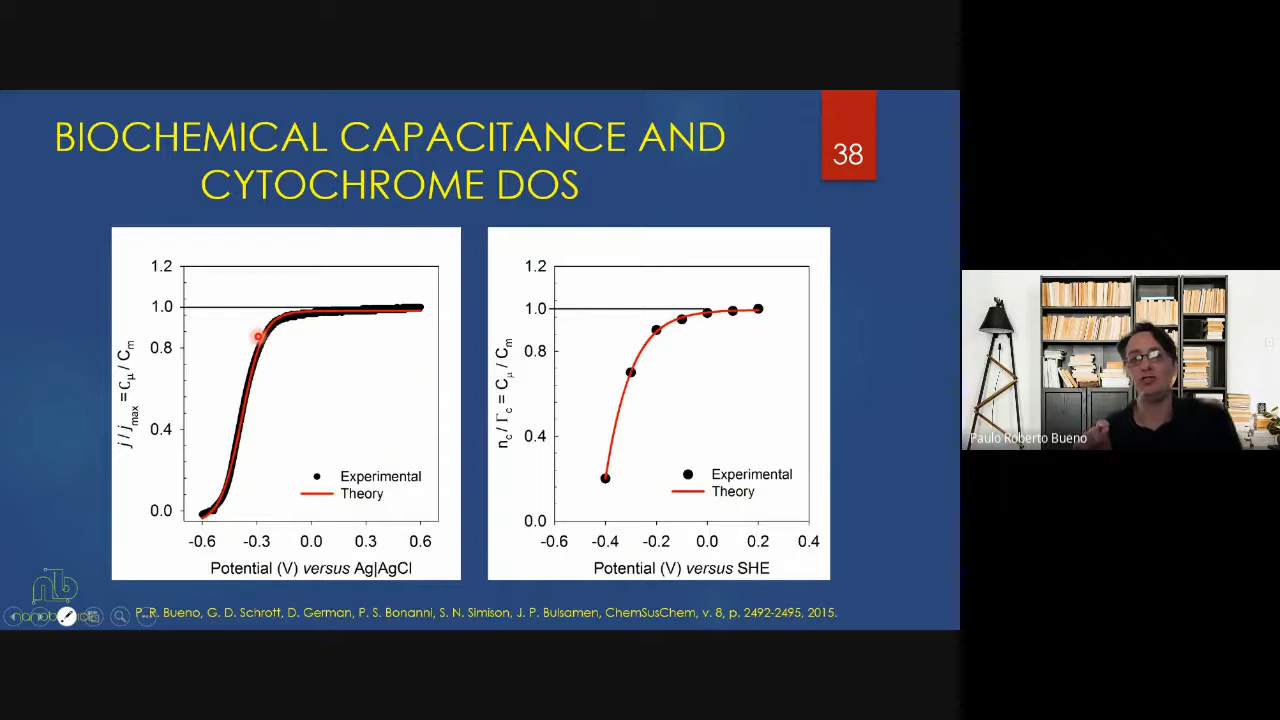 BIOCHEMICAL CAPACITANCE AND
CYTOCHROME DOS
38
1.2
1.0
0.8
0.4
0.0
j / jmax = Cμ / Cm
Experimental
Theory
-0.6 -0.3 0.0 0.3 0.6
Potential (V) versus Ag|AgCl
1.2
1.0
0.8
0.4
0.0
nc / Γc = Cμ / Cm
Experimental
Theory
-0.6 -0.4 -0.2 0.0 0.2 0.4
Potential (V) versus SHE
P. R. Bueno, G. D. Schrott, D. German, P. S. Bonanni, S. N. Simison, J. P. Buisamen, ChemSusChem, v. 8, p. 2492-2495, 2015.
Paulo Roberto Bueno